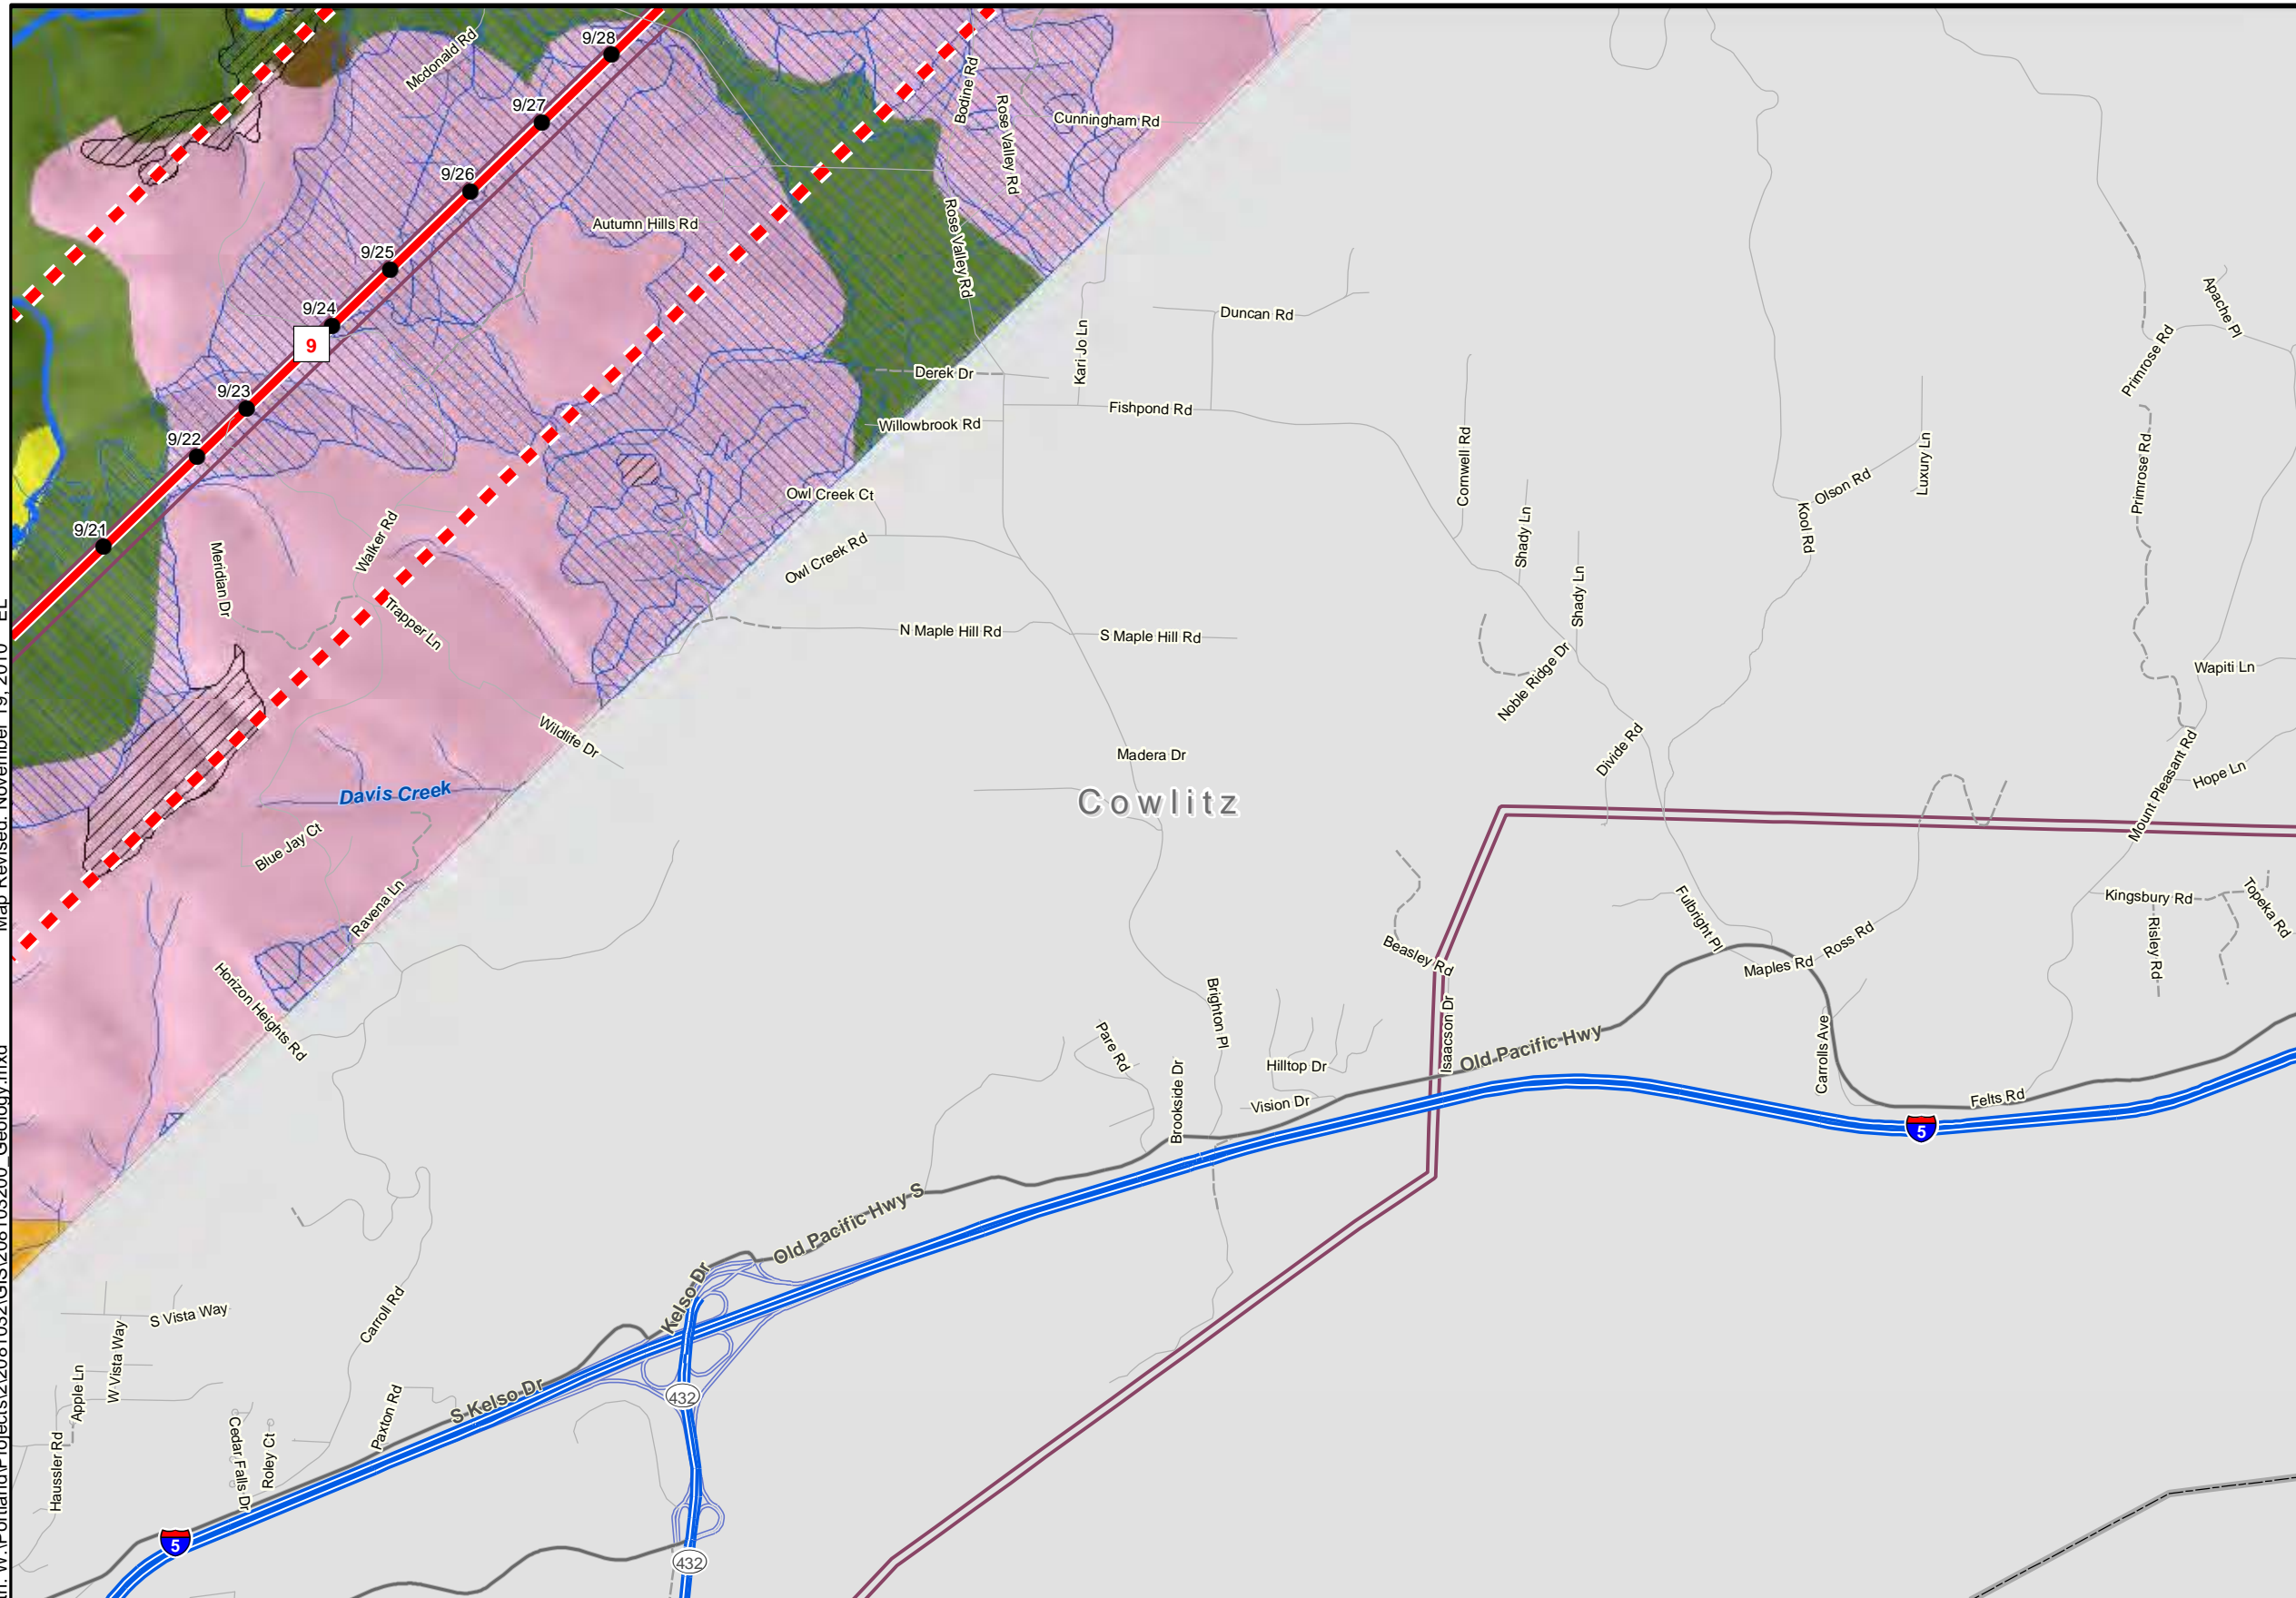 9/28
Mcdonald Rd
9/27
Bodine Rd
Rose Valley Rd
Cunningham Rd
9/26
Autumn Hills Rd
Rose Valley Rd
9/25
9/24
9
Duncan Rd
Apache Pl
Kari Jo Ln
Primrose Rd
Derek Dr
9/23
Fishpond Rd
Willowbrook Rd
9/22
Cornwell Rd
Luxury Ln
Olson Rd
Primrose Rd
Owl Creek Ct
9/21
Kool Rd
Shady Ln
Walker Rd
Owl Creek Rd
Meridian Dr
Shady Ln
Trapper Ln
N Maple Hill Rd
S Maple Hill Rd
Wapiti Ln
Noble Ridge Dr
Wildlife Dr
Madera Dr
Divide Rd
Mount Pleasant Rd
Hope Ln
Davis Creek
Cowlitz
Blue Jay Ct
Ravena Ln
Kingsbury Rd
Topeka Rd
Fulbright Pl
Risley Rd
Ross Rd
Maples Rd
Beasley Rd
Horizon Heights Rd
Brighton Pl
Isaacson Dr
Old Pacific Hwy
Pare Rd
Hilltop Dr
Carrolls Ave
Brookside Dr
Vision Dr
Felts Rd
5
Old Pacific Hwy S
Kelso Dr
S Vista Way
Carroll Rd
W Vista Way
Apple Ln
432
S Kelso Dr
Paxton Rd
Cedar Falls Dr
Roley Ct
Haussler Rd
5
432
Map Revised: November 19, 2010